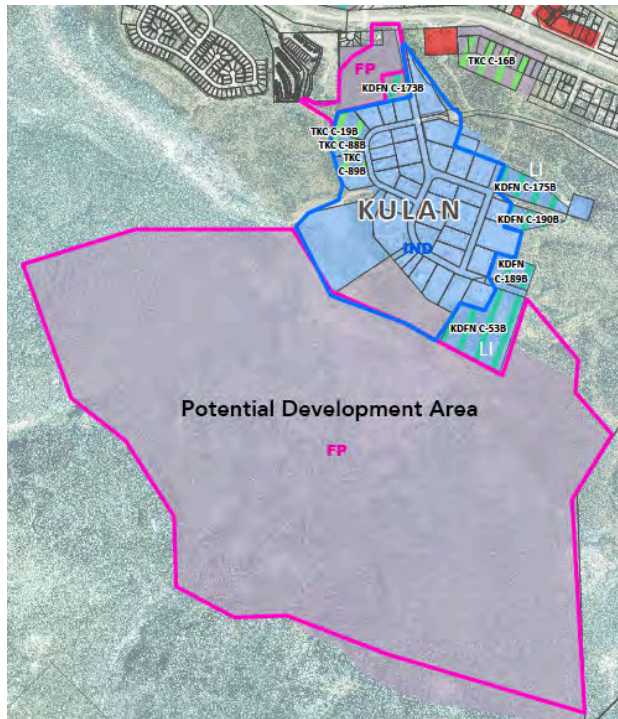 FP
TKC C-16B
KDFN C-173B
TKC C-19B
TKC C-88B
TKC
C-89B
LI
KDFN C-175B
KULAN
KDFN C-190B
IND
KDFN
C-189B
KDFN C-53B
LI
Potential Development Area
FP